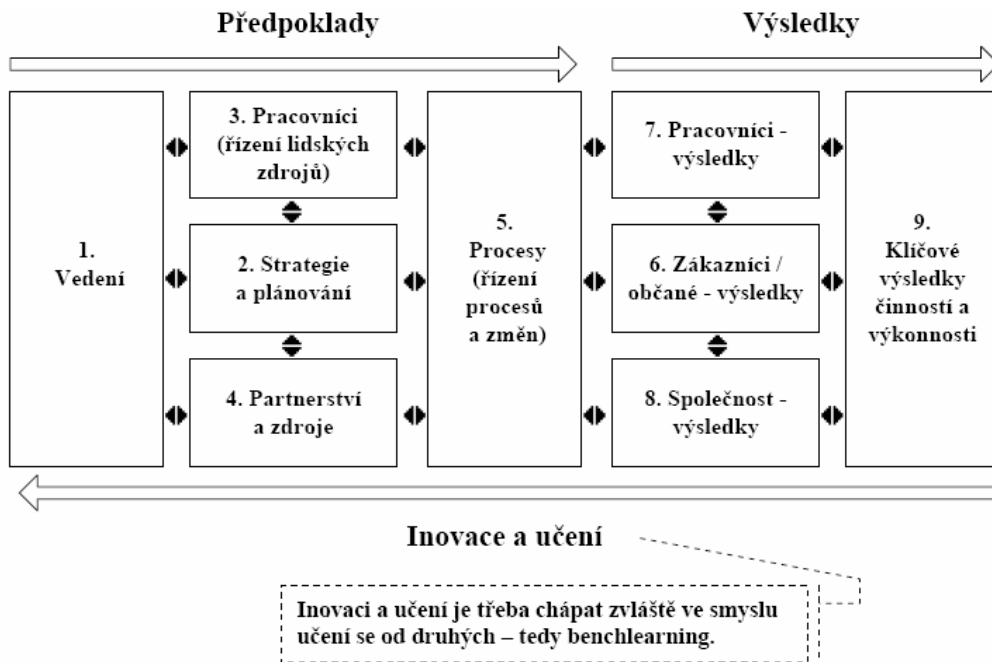 Předpoklady
Výsledky
1.
Vedení
3. Pracovníci
(řízení lidských
zdrojů)
2. Strategie
a plánování
4. Partnerství
a zdroje
5.
Procesy
(řízení
procesů
a změn)
7. Pracovníci -
výsledky
6. Zákazníci /
občané - výsledky
8. Společnost -
výsledky
9.
Klíčové
výsledky
činností a
výkonnosti
Inovace a učení
Inovaci a učení je třeba chápat zvláště ve smyslu
učení se od druhých – tedy benchlearning.